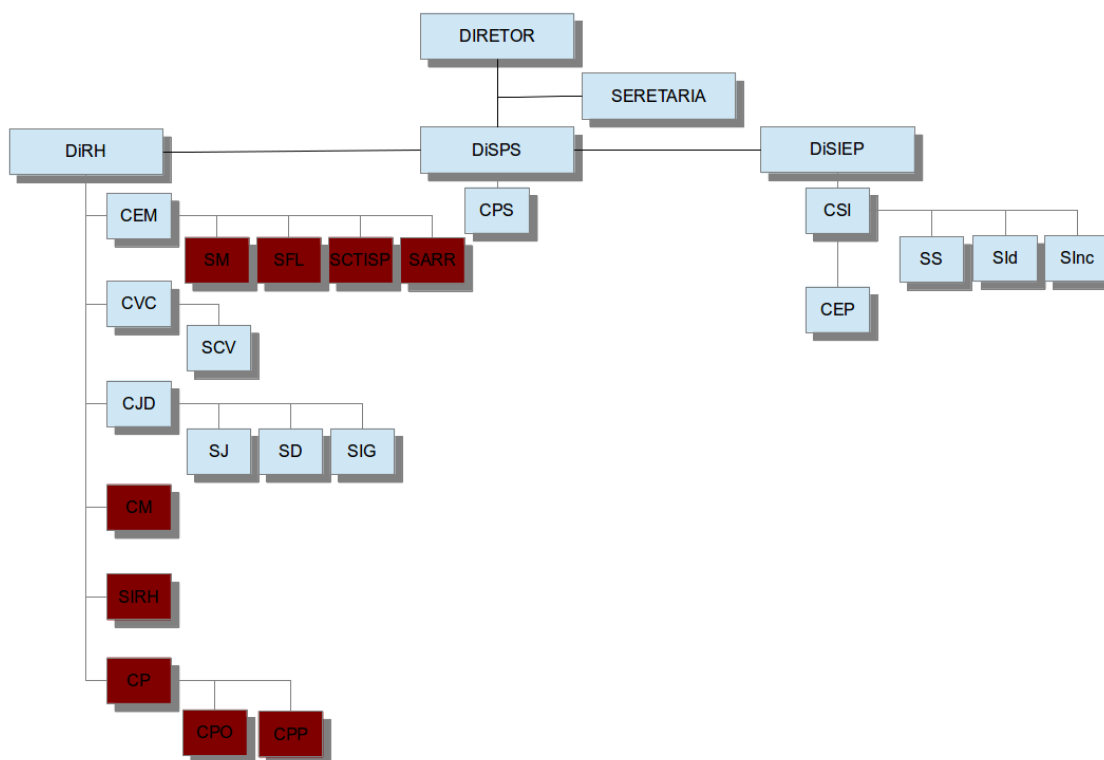 DIRETOR
SERETARIA
DiRH
DiSPS
DiSIEP
CEM
CPS
CSI
SM
SFL
SCTISP
SARR
SS
SId
SInc
CVC
CEP
SCV
CJD
SJ
SD
SIG
CM
SIRH
CP
CPO
CPP